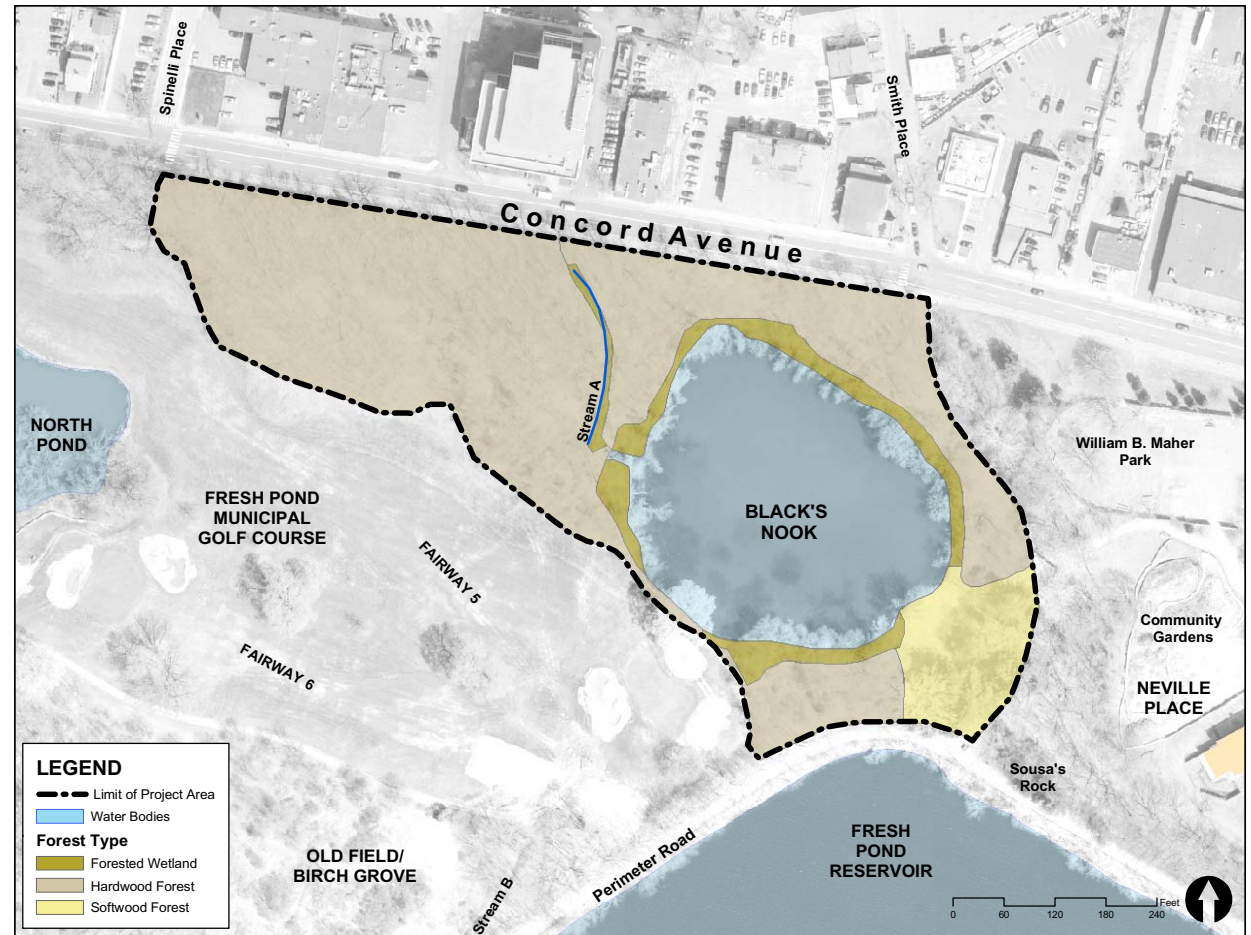 Spinelli Place
Smith Place
Concord Avenue
Stream A
NORTH
POND
William B. Maher
Park
FRESH POND
MUNICIPAL
GOLF COURSE
BLACK'S
NOOK
FAIRWAY 5
FAIRWAY 6
Community
Gardens
NEVILLE
PLACE
Sousa's
Rock
LEGEND
Limit of Project Area
Water Bodies
Forest Type
Forested Wetland
Hardwood Forest
Softwood Forest
OLD FIELD/
BIRCH GROVE
Stream B
Perimeter Road
FRESH
POND
RESERVOIR
Feet
0 60 120 180 240